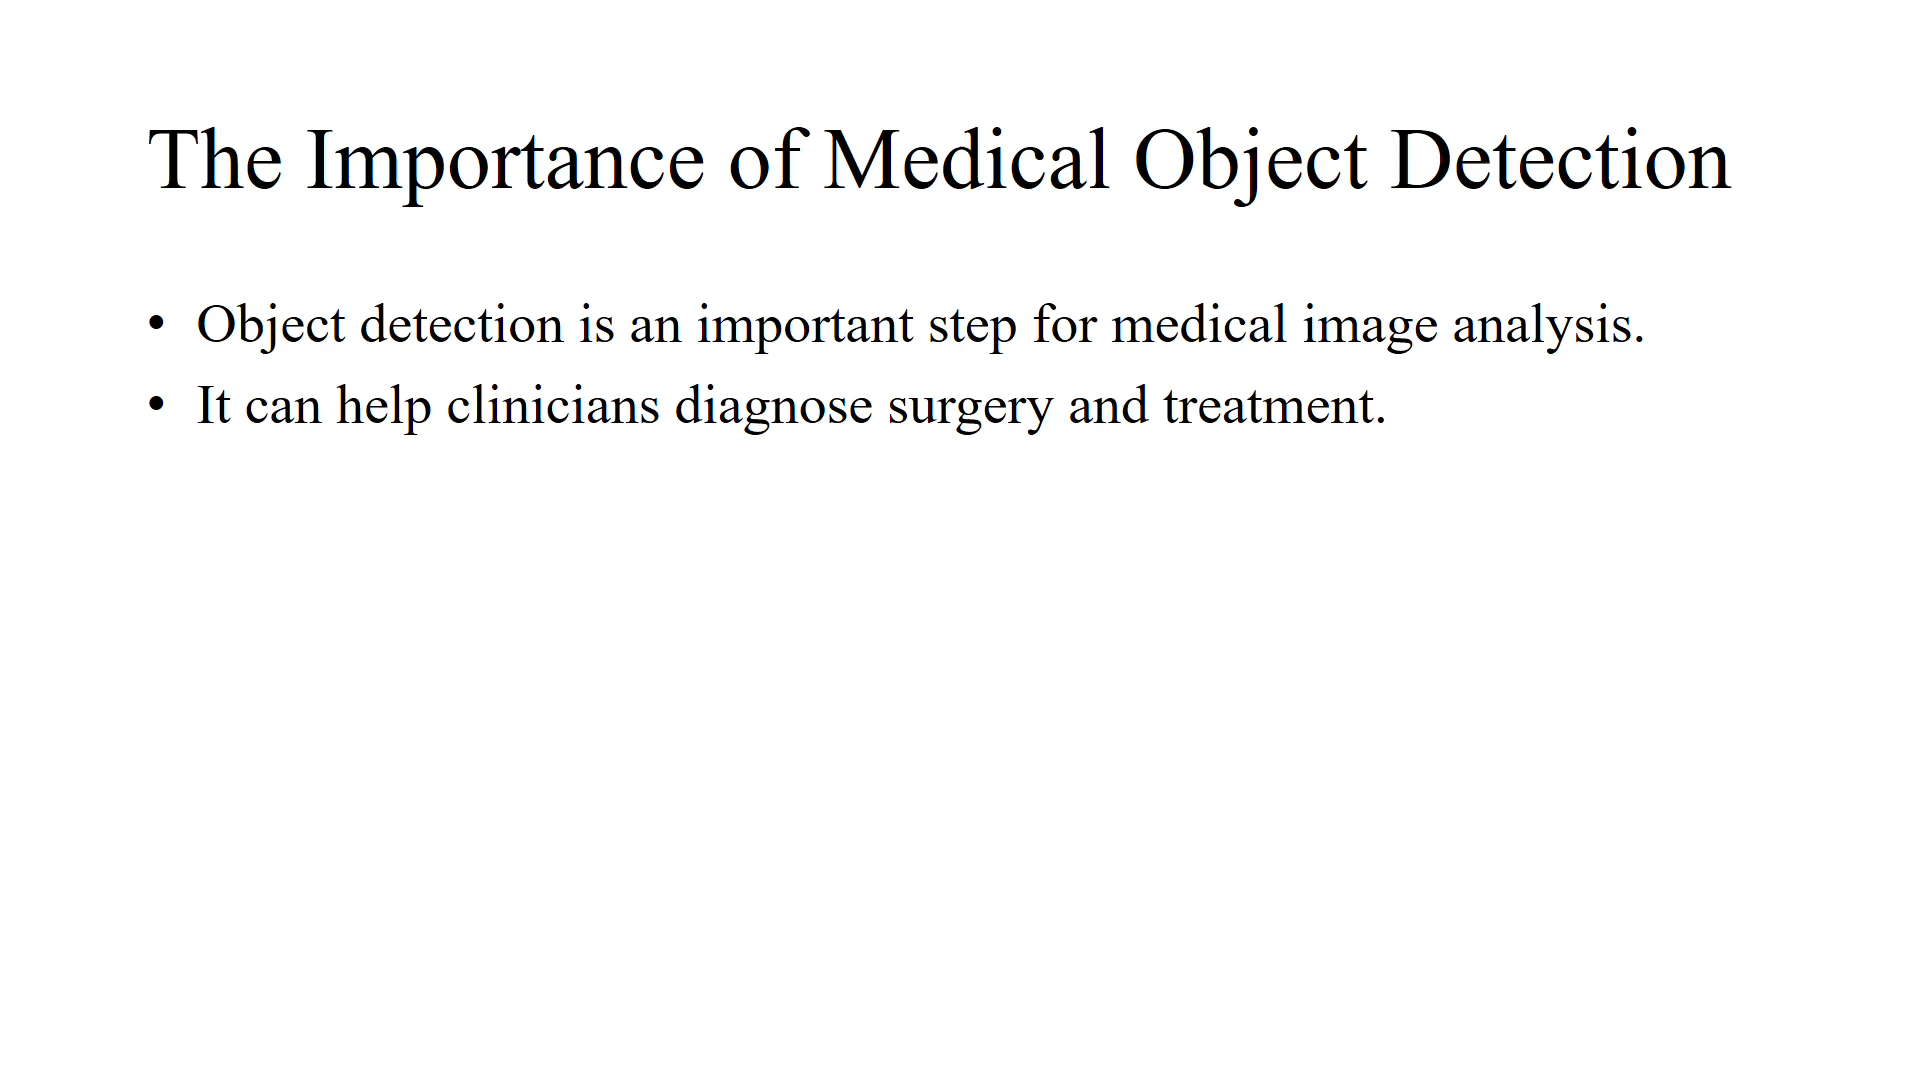 The Importance of Medical Object Detection
• Object detection is an important step for medical image analysis.
• It can help clinicians diagnose surgery and treatment.